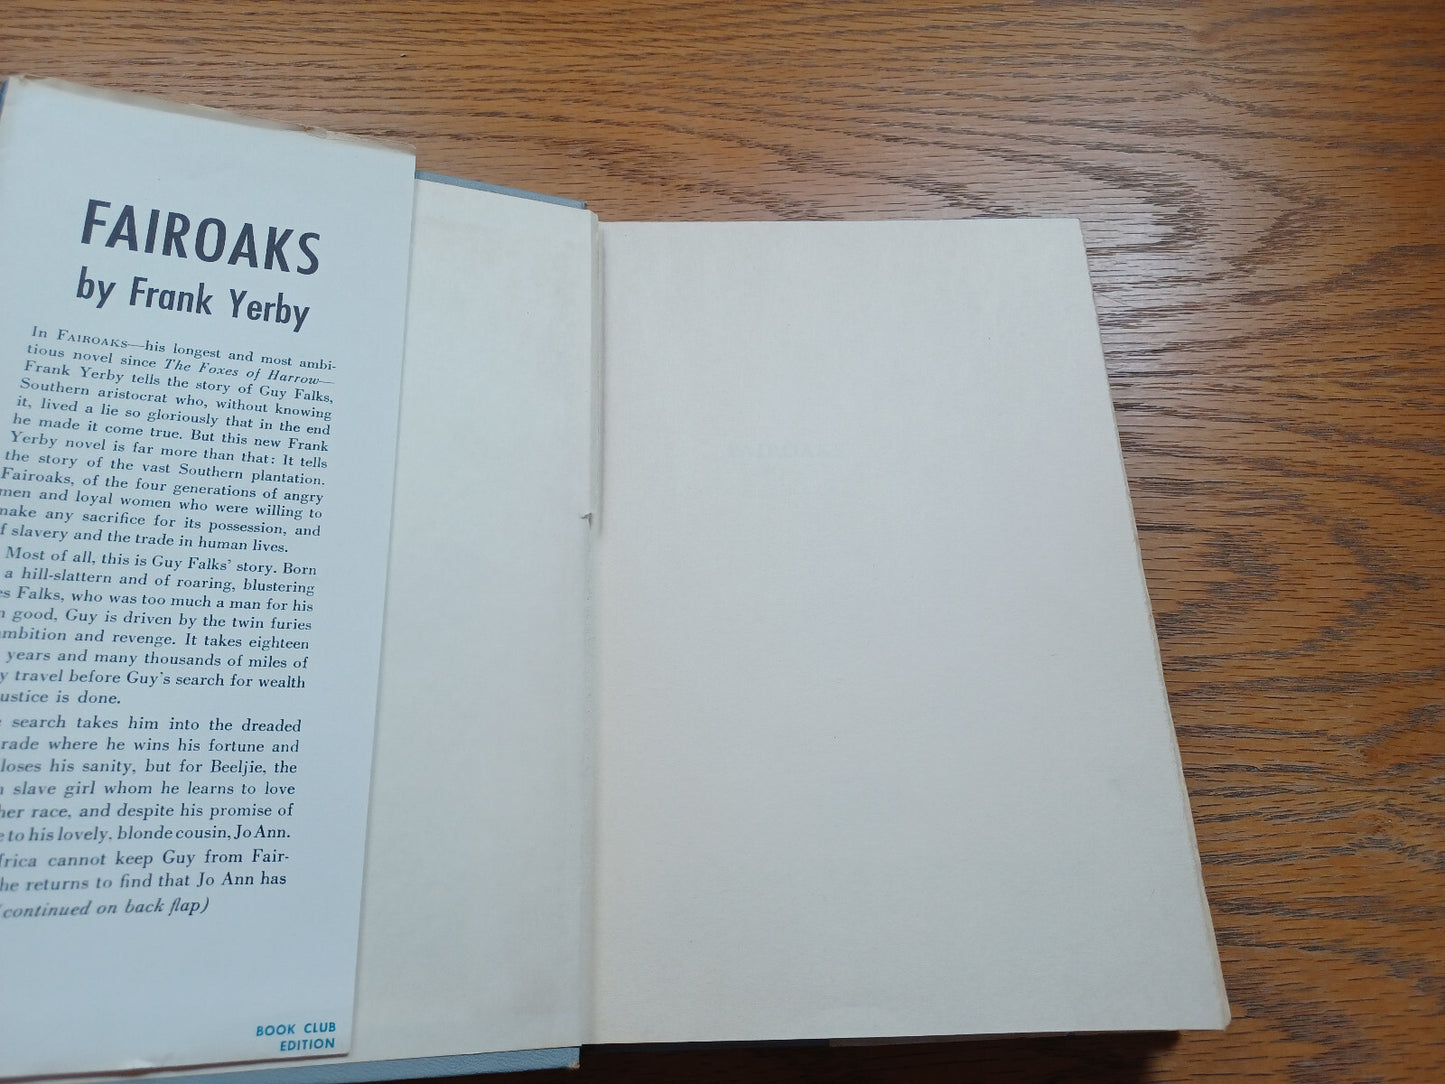 FAIROAKS
by Frank Yerby
In FAIROAKS—his longest and most ambi-
tious novel since The Foxes of Harrow—
Frank Yerby tells the story of Guy Falks,
Southern aristocrat who, without knowing
it, lived a lie so gloriously that in the end
he made it come true. But this new Frank
Yerby novel is far more than that: It tells
the story of the vast Southern plantation.
Fairoaks, of the four generations of angry
men and loyal women who were willing to
make any sacrifice for its possession, and
f slavery and the trade in human lives.
Most of all, this is Guy Falks' story. Born
a hill-slattern and of roaring, blustering
es Falks, who was too much a man for his
n good, Guy is driven by the twin furies
ambition and revenge. It takes eighteen
years and many thousands of miles of
y travel before Guy's search for wealth
ustice is done.
e search takes him into the dreaded
rade where he wins his fortune and
loses his sanity, but for Beeljie, the
n slave girl whom he learns to love
her race, and despite his promise of
e to his lovely, blonde cousin, Jo Ann.
frica cannot keep Guy from Fair-
he returns to find that Jo Ann has
(continued on back flap)
BOOK CLUB
EDITION
FAIROAKS